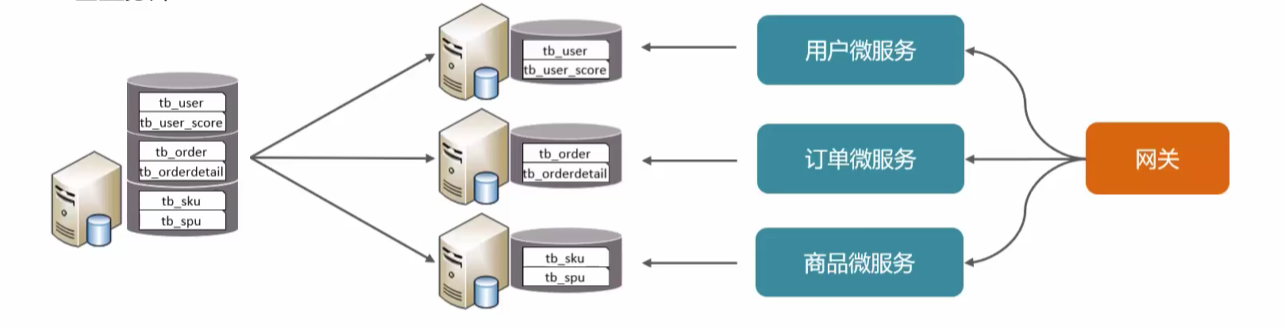 tb_user
tb_user_score
tb_order
tb_orderdetail
tb_sku
tb_spu
tb_user
tb_user_score
tb_order
tb_orderdetail
tb_sku
tb_spu
用户微服务
订单微服务
商品微服务
网关